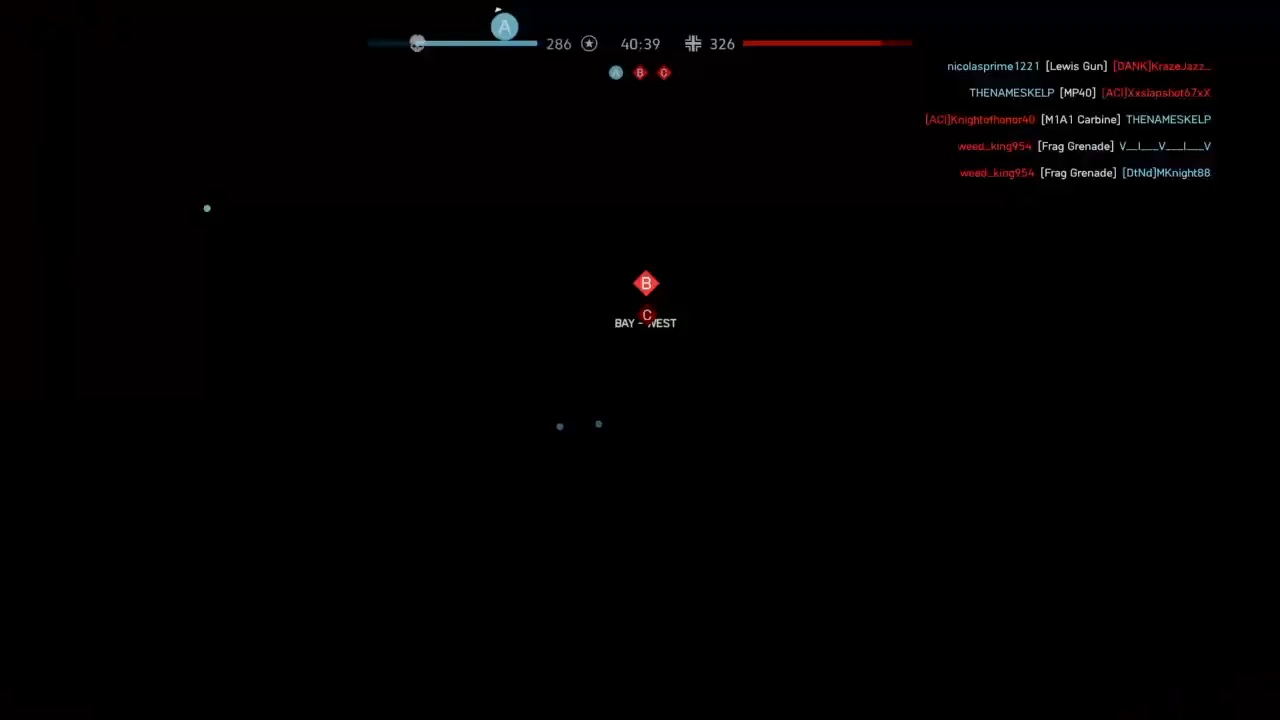 A
286 40:39 326
A B C
nicolasprime1221 [Lewis Gun] [DANK]KrazeJazz_
THENAMESKELP [MP40] [ACI]Xxslapshot67xX
[ACI]Knightofhonor40 [M1A1 Carbine] THENAMESKELP
weed_king954 [Frag Grenade] V__I___V___I___V
weed_king954 [Frag Grenade] [DtNd]MKnight88
B
C
BAY - WEST